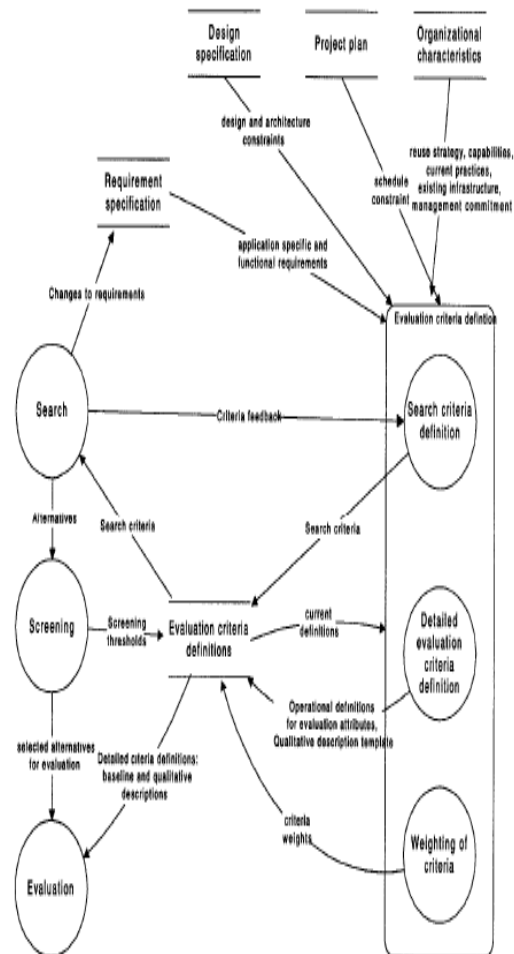 Design
specification
Project plan
Organizational
characteristics
design and architecture
constraints
reuse strategy, capabilities,
current practices,
existing infrastructure,
management commitment
schedule
constraint
Requirement
specification
application specific and
functional requirements
Changes to requirements
Evaluation criteria defintion
Search
Criteria feedback
Search criteria
definition
Alternatives
Search criteria
Search criteria
Screening
Screening
thresholds
Evaluation criteria
definitions
current
definitions
Detailed
evaluation
criteria
definition
Operational definitions
for evaluation attributes,
Qualitative description template
selected alternatives
for evaluation
Detailed criteria definitions:
baseline and qualitative
descriptions
criteria
weights
Weighting of
criteria
Evaluation